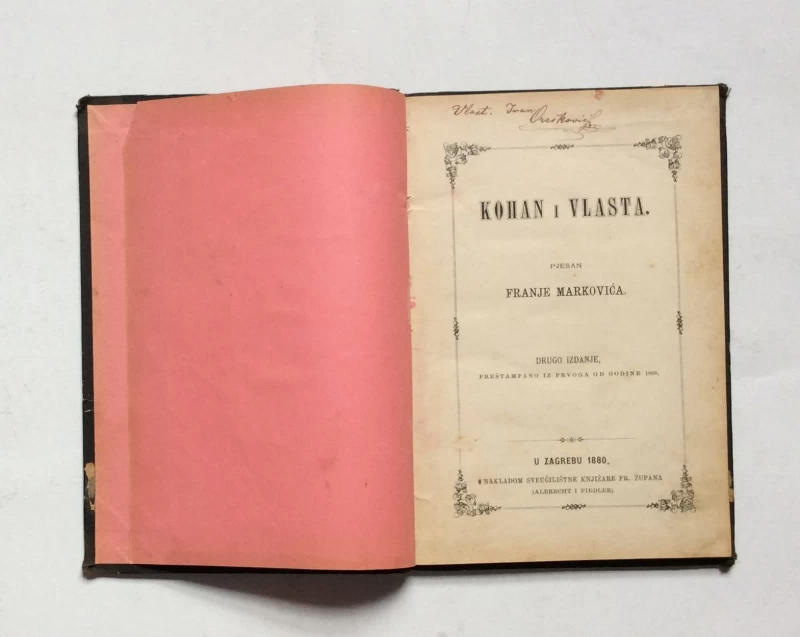 Vlast. Ivan
Orešković
KOHAN I VLASTA.
PJESAN
FRANJE MARKOVIĆA.
DRUGO IZDANJE,
PREŠTAMPANO IZ PRVOGA OD GODINE 1868,
U ZAGREBU 1880,
NAKLADOM SVEUČILIŠTNE KNJIŽARE FR. ŽUPANA
(ALBRECHT I FIEDLER)